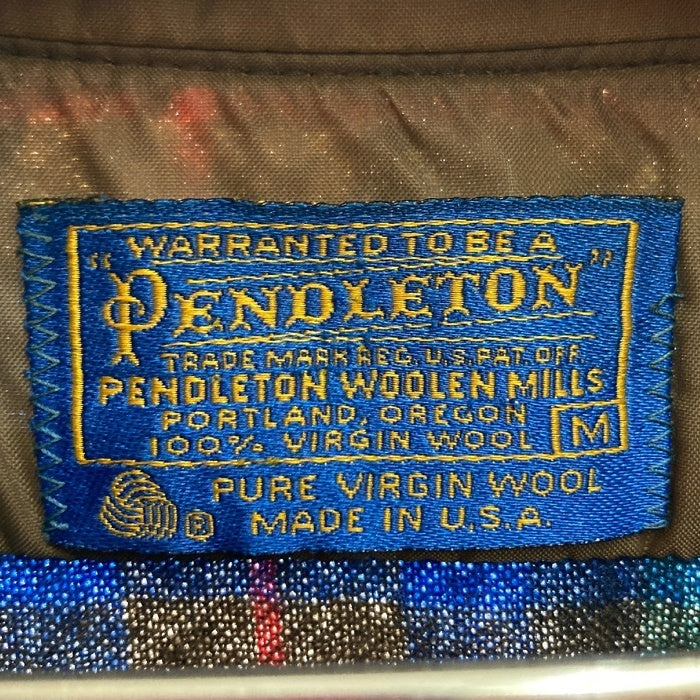 WARRANTED TO BE A
"PENDLETON"
TRADE MARK REG. U.S. PAT. OFF.
PENDLETON WOOLEN MILLS
PORTLAND, OREGON
100% VIRGIN WOOL M
PURE VIRGIN WOOL
® MADE IN U.S.A.